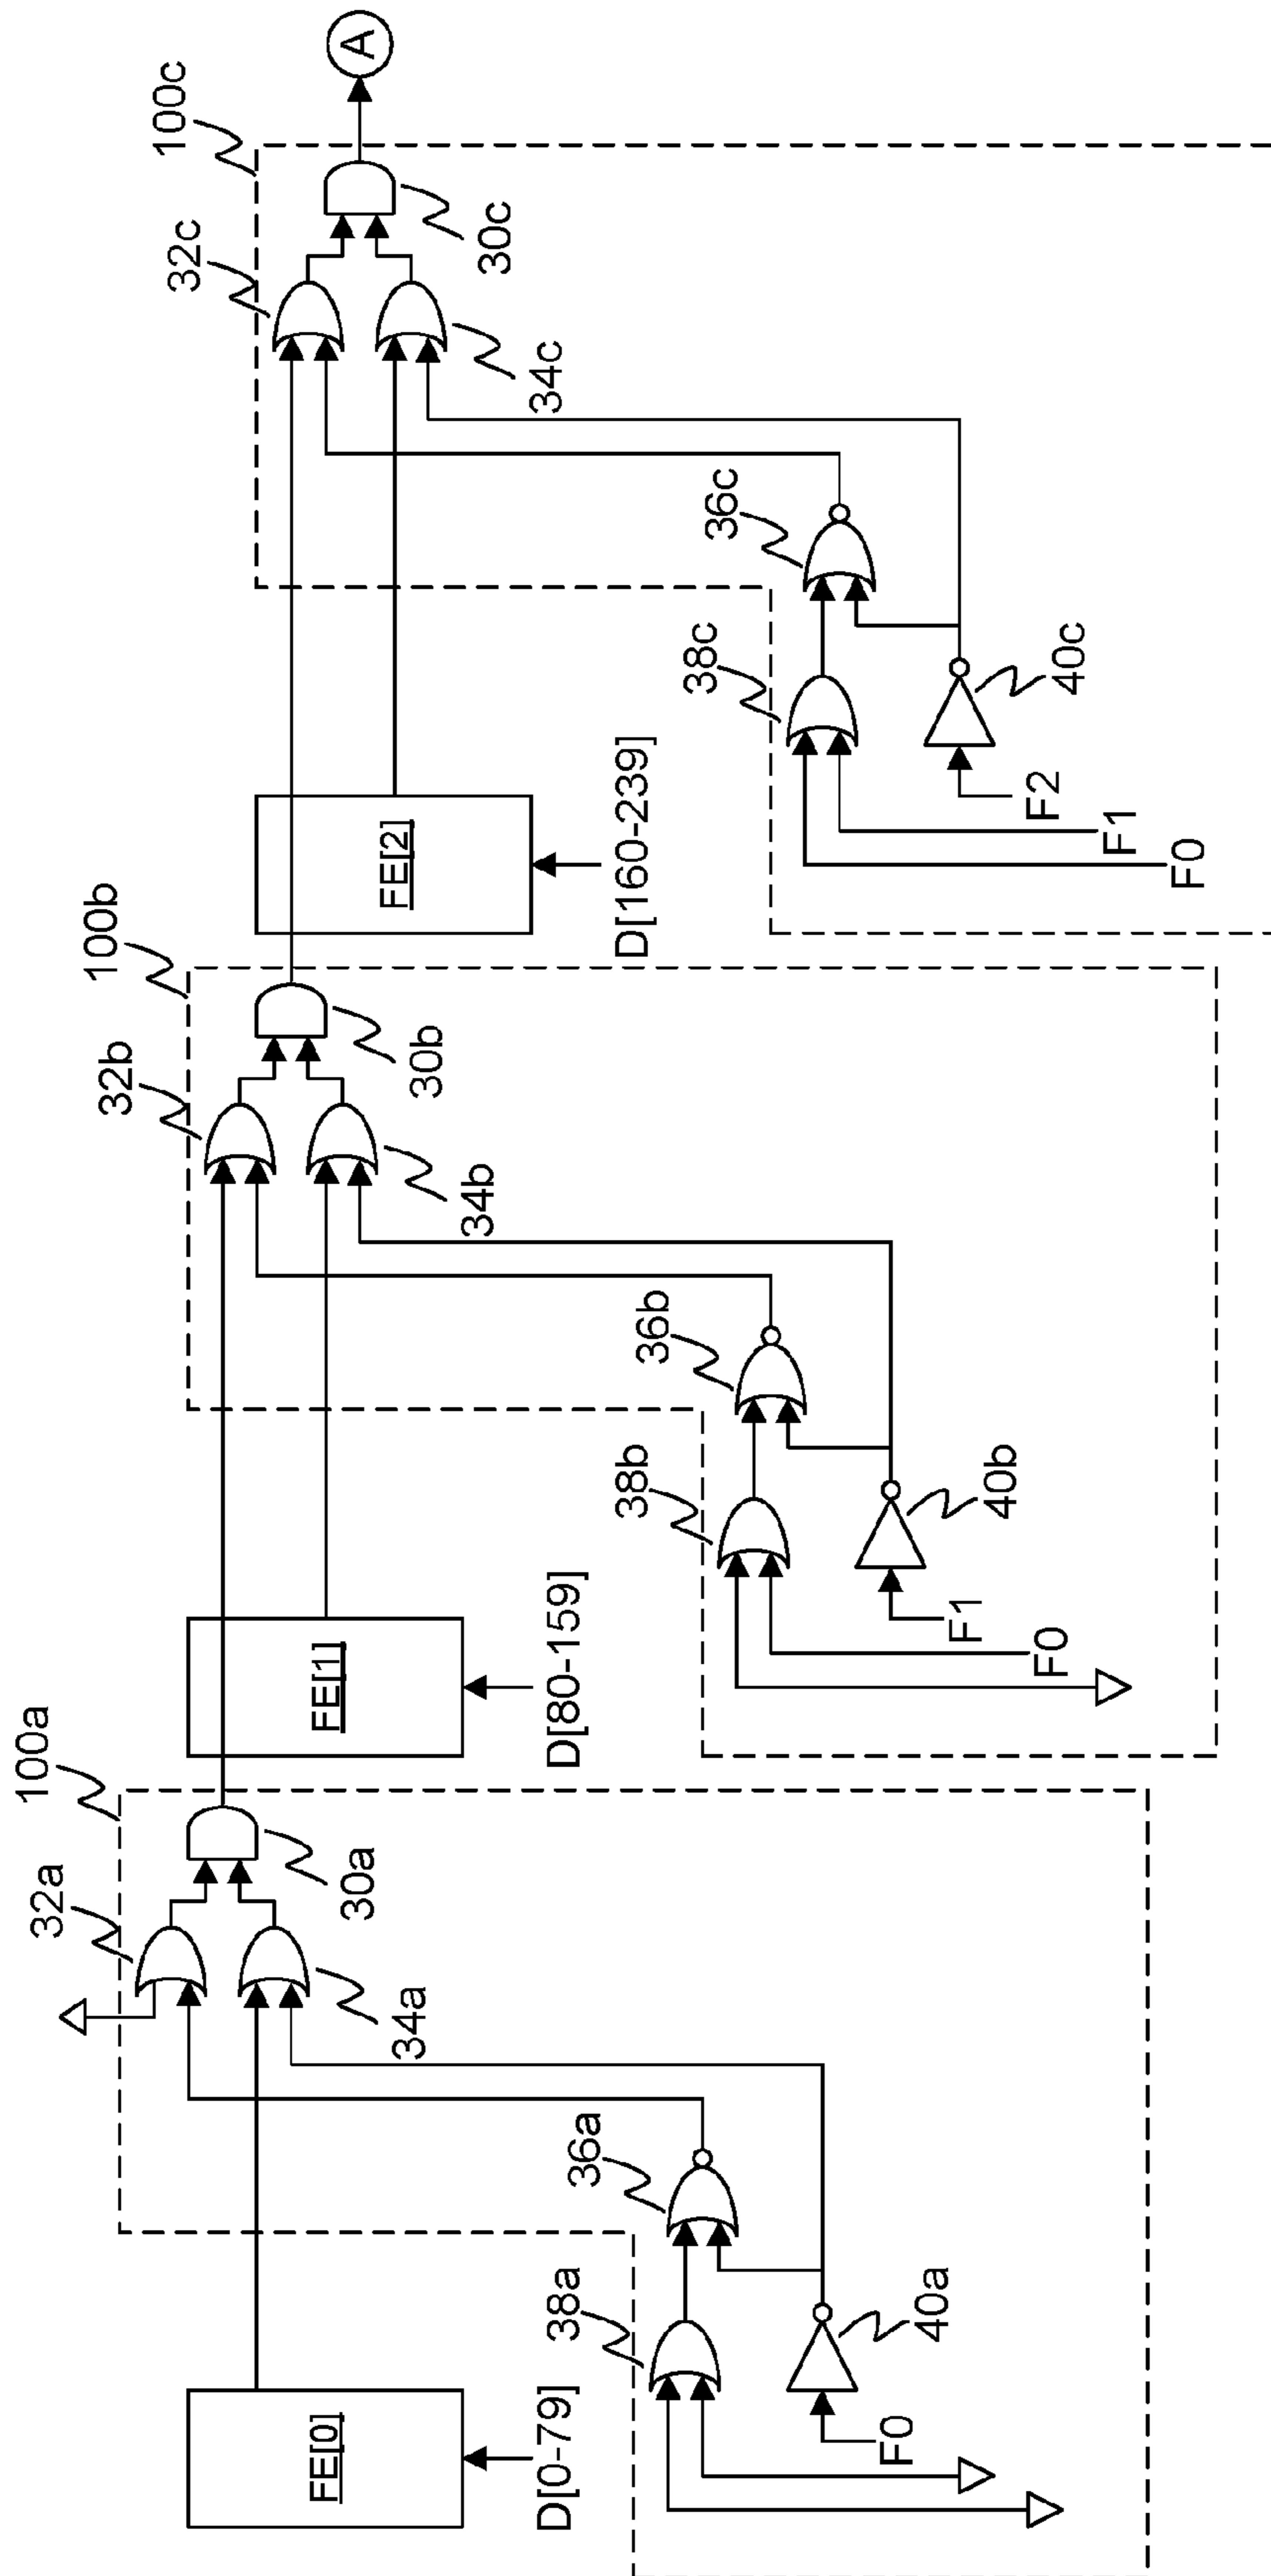 100a
32a
30a
34a
FE[0]
D[0-79]
36a
38a
40a
F0
100b
32b
30b
34b
FE[1]
D[80-159]
36b
38b
40b
F1
F0
100c
32c
A
30c
34c
FE[2]
D[160-239]
36c
38c
40c
F2
F1
F0